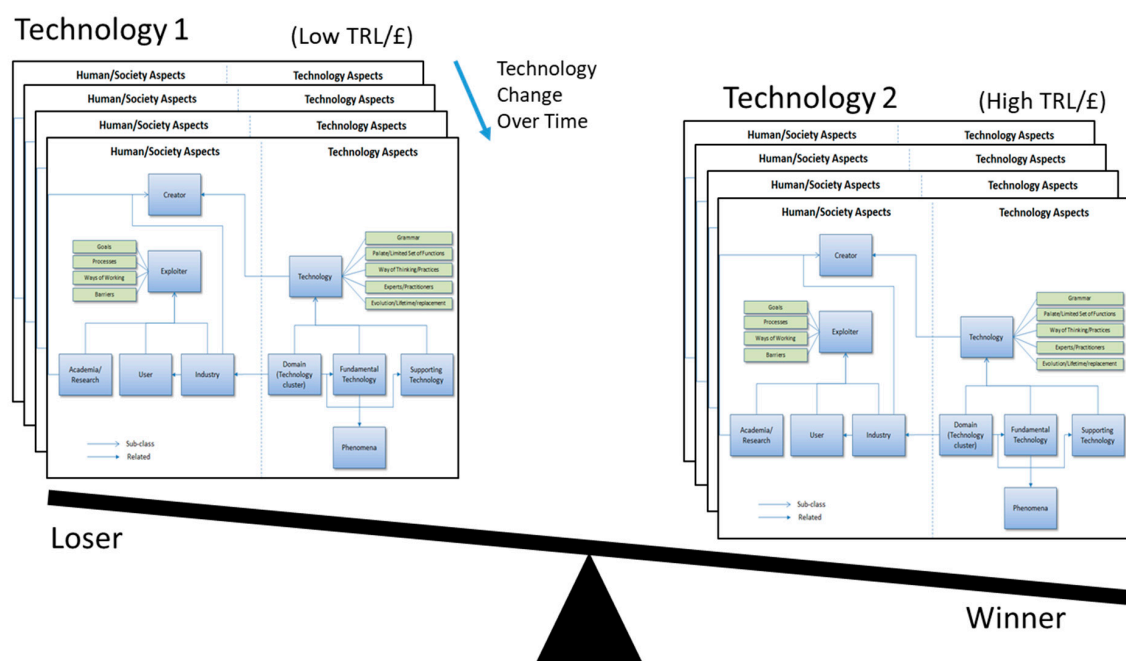 Technology 1
(Low TRL/£)
Human/Society Aspects
Technology Aspects
Human/Society Aspects
Technology Aspects
Human/Society Aspects
Technology Aspects
Human/Society Aspects
Technology Aspects
Creator
Goals
Processes
Ways of Working
Barriers
Exploiter
Technology
Grammar
Palate/Limited Set of Functions
Way of Thinking/Practices
Experts/Practitioners
Evolution/Lifetime/replacement
Academia/
Research
User
Industry
Domain
(Technology
cluster)
Fundamental
Technology
Supporting
Technology
Phenomena
Sub-class
Related
Technology
Change
Over Time
Technology 2
(High TRL/£)
Human/Society Aspects
Technology Aspects
Human/Society Aspects
Technology Aspects
Human/Society Aspects
Technology Aspects
Human/Society Aspects
Technology Aspects
Creator
Goals
Processes
Ways of Working
Barriers
Exploiter
Technology
Grammar
Palate/Limited Set of Functions
Way of Thinking/Practices
Experts/Practitioners
Evolution/Lifetime/replacement
Academia/
Research
User
Industry
Domain
(Technology
cluster)
Fundamental
Technology
Supporting
Technology
Phenomena
Sub-class
Related
Loser
Winner